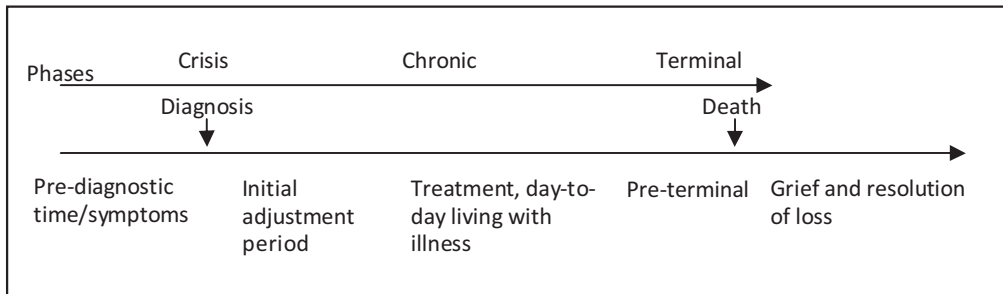 Phases Crisis Chronic Terminal
Diagnosis Death
Pre-diagnostic time/symptoms
Initial adjustment period
Treatment, day-to-
day living with
illness
Pre-terminal
Grief and resolution
of loss